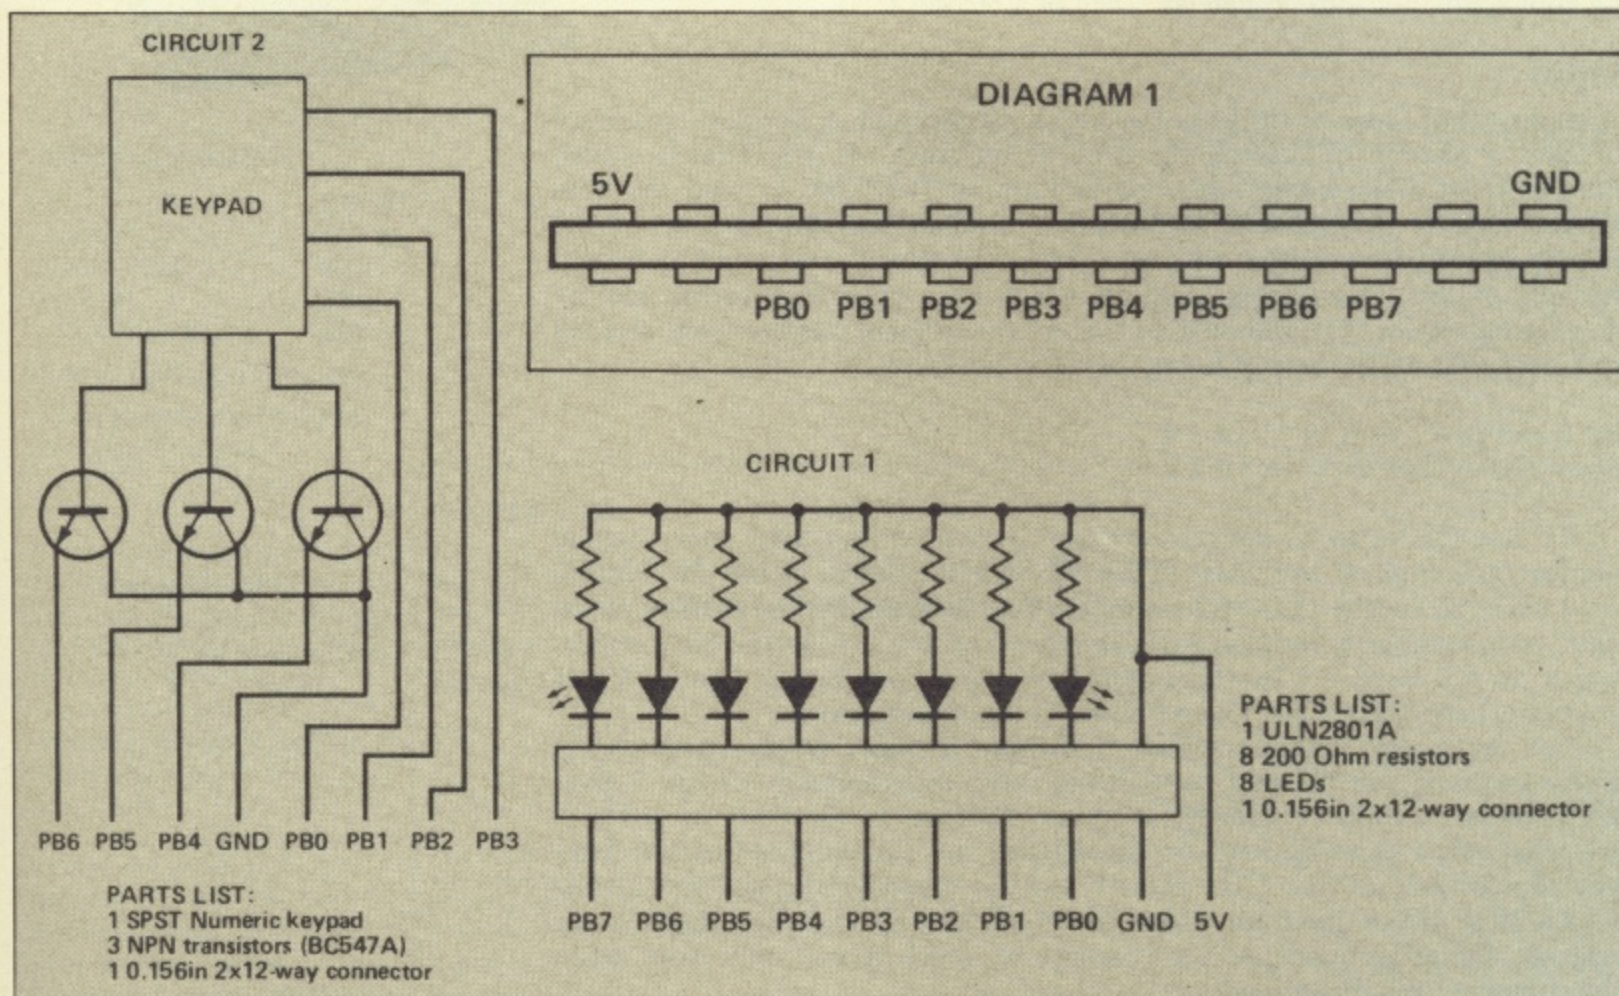 CIRCUIT 2
KEYPAD
PB6 PB5 PB4 GND PB0 PB1 PB2 PB3
PARTS LIST:
1 SPST Numeric keypad
3 NPN transistors (BC547A)
1 0.156in 2x12-way connector
DIAGRAM 1
5V GND
PB0 PB1 PB2 PB3 PB4 PB5 PB6 PB7
CIRCUIT 1
PB7 PB6 PB5 PB4 PB3 PB2 PB1 PB0 GND 5V
PARTS LIST:
1 ULN2801A
8 200 Ohm resistors
8 LEDs
1 0.156in 2x12-way connector